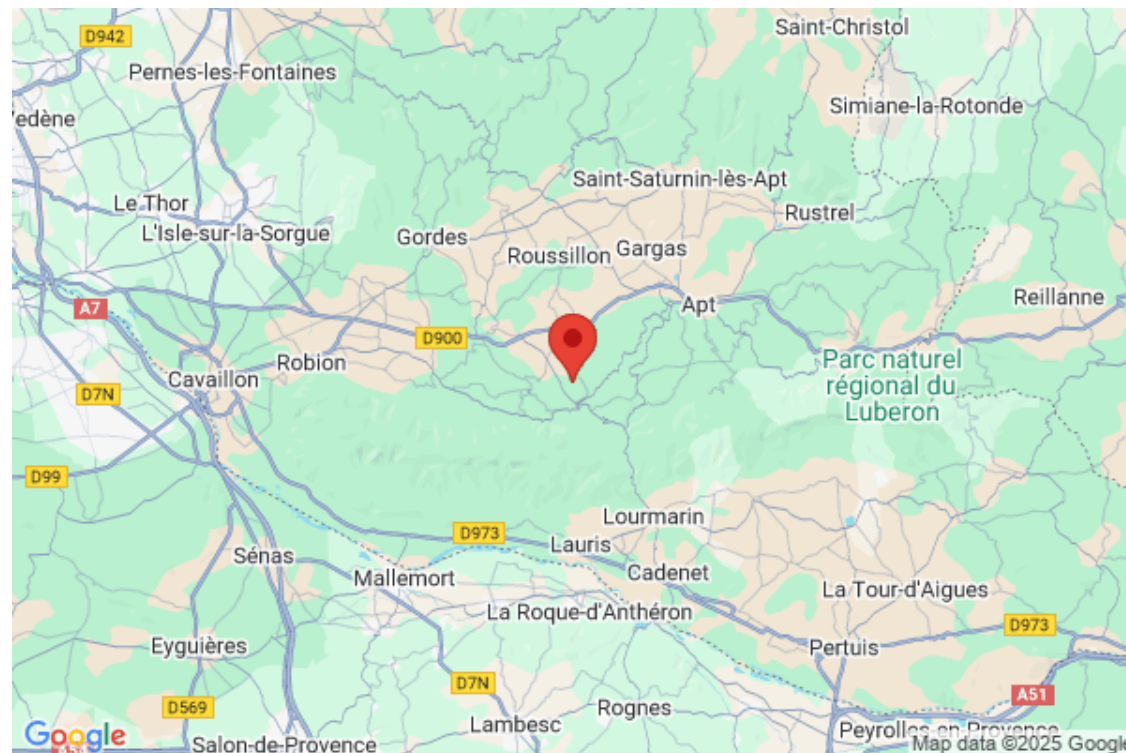 Saint-Christol
D942
Pernes-les-Fontaines
Simiane-la-Rotonde
edène
Saint-Saturnin-lès-Apt
Le Thor
Rustrel
L'Isle-sur-la-Sorgue
Gordes
Roussillon
Gargas
Reillanne
A7
Apt
D900
Robion
Parc naturel
régional du
Luberon
Cavaillon
D7N
D99
Lourmarin
D973
Lauris
Sénas
Mallemort
Cadenet
La Tour-d'Aigues
La Roque-d'Anthéron
D973
Eyguières
Pertuis
D7N
A51
D569
Rognes
Lambesc
Peyrolles-en-Provence
Google
Salon-de-Provence
Map data ©2025 Google